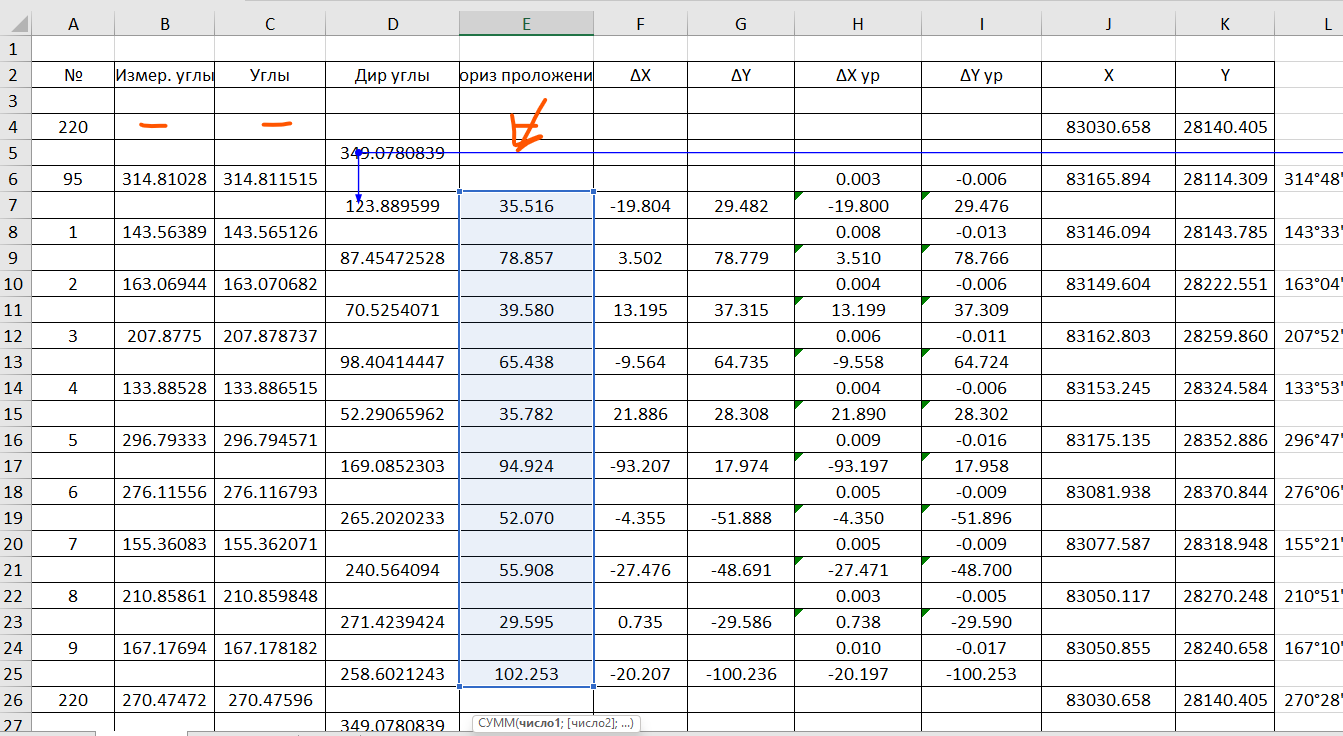 A B C D E F G H I J K L
1
2 № Измер. углы Углы Дир углы ориз проложени ΔX ΔY ΔX ур ΔY ур X Y
3
4 220 – – 83030.658 28140.405
5 349.0780839
6 95 314.81028 314.811515 0.003 -0.006 83165.894 28114.309 314°48'
7 123.889599 35.516 -19.804 29.482 -19.800 29.476
8 1 143.56389 143.565126 0.008 -0.013 83146.094 28143.785 143°33'
9 87.45472528 78.857 3.502 78.779 3.510 78.766
10 2 163.06944 163.070682 0.004 -0.006 83149.604 28222.551 163°04'
11 70.5254071 39.580 13.195 37.315 13.199 37.309
12 3 207.8775 207.878737 0.006 -0.011 83162.803 28259.860 207°52'
13 98.40414447 65.438 -9.564 64.735 -9.558 64.724
14 4 133.88528 133.886515 0.004 -0.006 83153.245 28324.584 133°53'
15 52.29065962 35.782 21.886 28.308 21.890 28.302
16 5 296.79333 296.794571 0.009 -0.016 83175.135 28352.886 296°47'
17 169.0852303 94.924 -93.207 17.974 -93.197 17.958
18 6 276.11556 276.116793 0.005 -0.009 83081.938 28370.844 276°06'
19 265.2020233 52.070 -4.355 -51.888 -4.350 -51.896
20 7 155.36083 155.362071 0.005 -0.009 83077.587 28318.948 155°21'
21 240.564094 55.908 -27.476 -48.691 -27.471 -48.700
22 8 210.85861 210.859848 0.003 -0.005 83050.117 28270.248 210°51'
23 271.4239424 29.595 0.735 -29.586 0.738 -29.590
24 9 167.17694 167.178182 0.010 -0.017 83050.855 28240.658 167°10'
25 258.6021243 102.253 -20.207 -100.236 -20.197 -100.253
26 220 270.47472 270.47596 83030.658 28140.405 270°28'
27 349.0780839
СУММ(число1; [число2]; ...)